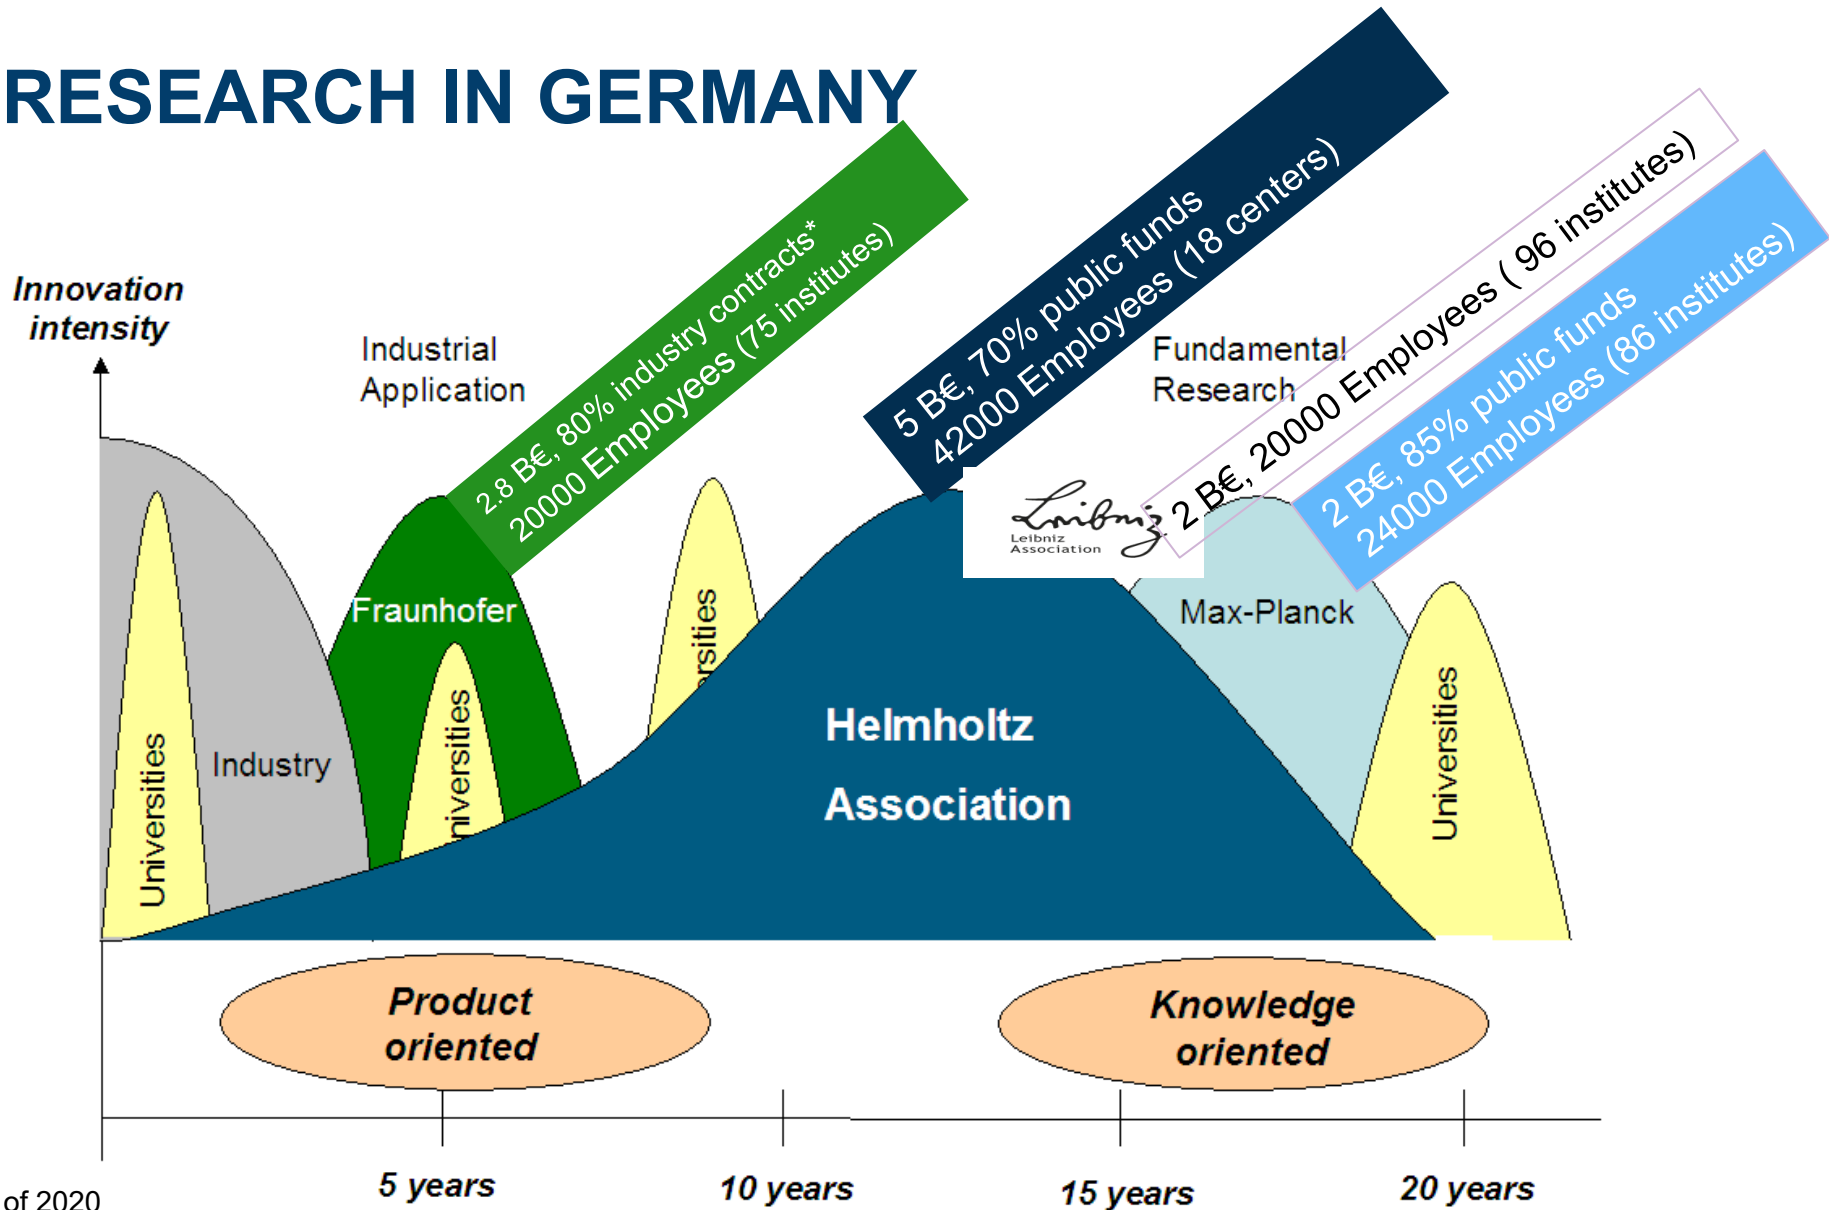 RESEARCH IN GERMANY
Innovation
intensity
Industrial
Application
2.8 B€, 80% industry contracts*
20000 Employees (75 institutes)
5 B€, 70% public funds
42000 Employees (18 centers)
Fundamental
Research
2 B€, 20000 Employees ( 96 institutes)
2 B€, 85% public funds
24000 Employees (86 institutes)
Leibniz
Leibniz
Association
Fraunhofer
Max-Planck
Universities
Industry
niversities
ersities
Helmholtz
Association
Universities
Product
oriented
Knowledge
oriented
5 years
10 years
15 years
20 years
of 2020